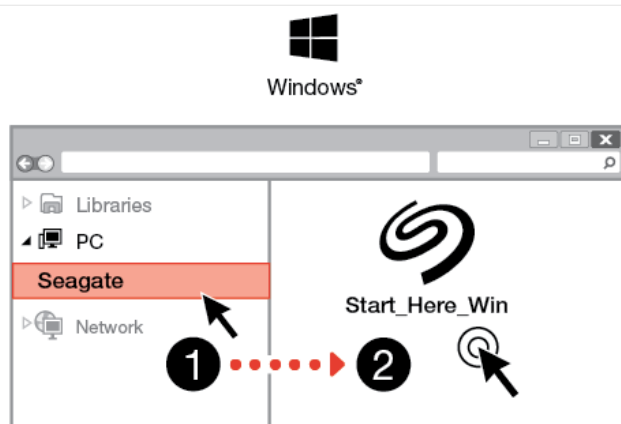 Windows®
Libraries
PC
Seagate
Start_Here_Win
Network
1
2